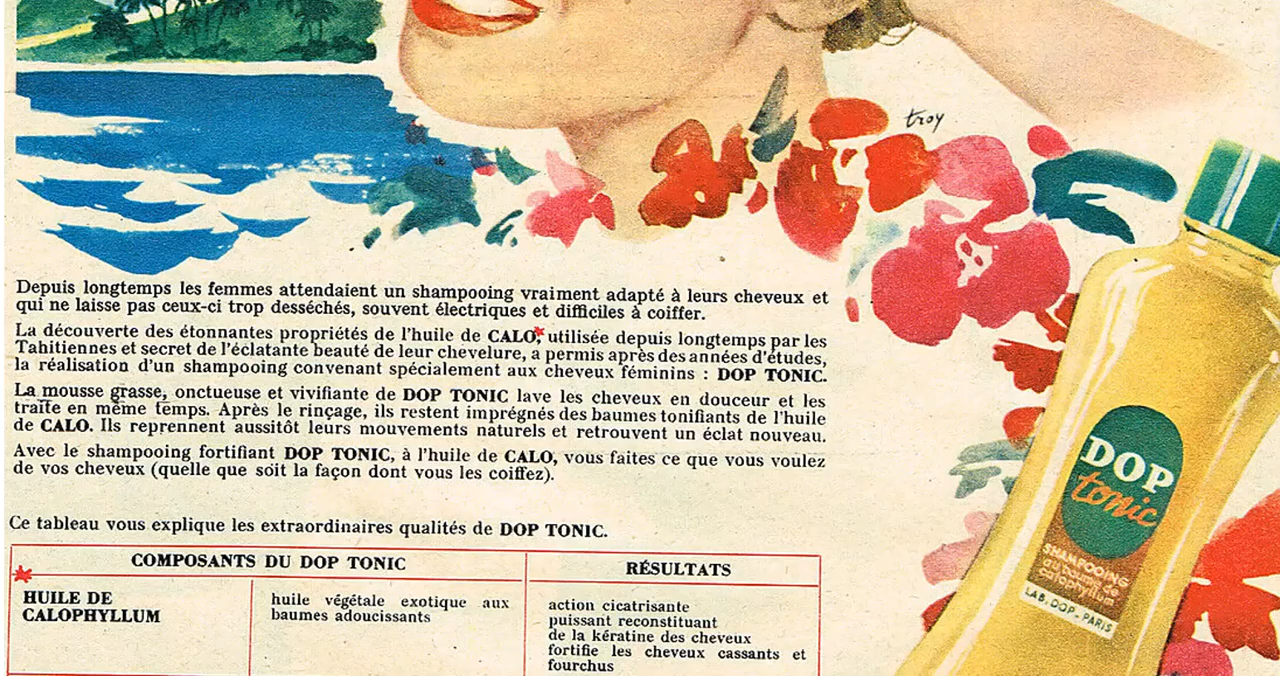 troy
Depuis longtemps les femmes attendaient un shampooing vraiment adapté à leurs cheveux et
qui ne laisse pas ceux-ci trop desséchés, souvent électriques et difficiles à coiffer.
La découverte des étonnantes propriétés de l'huile de CALO*, utilisée depuis longtemps par les
Tahitiennes et secret de l'éclatante beauté de leur chevelure, a permis après des années d'études,
la réalisation d'un shampooing convenant spécialement aux cheveux féminins : DOP TONIC.
La mousse grasse, onctueuse et vivifiante de DOP TONIC lave les cheveux en douceur et les
traite en même temps. Après le rinçage, ils restent imprégnés des baumes tonifiants de l'huile
de CALO. Ils reprennent aussitôt leurs mouvements naturels et retrouvent un éclat nouveau.
Avec le shampooing fortifiant DOP TONIC, à l'huile de CALO, vous faites ce que vous voulez
de vos cheveux (quelle que soit la façon dont vous les coiffez).
Ce tableau vous explique les extraordinaires qualités de DOP TONIC.
COMPOSANTS DU DOP TONIC
RÉSULTATS
* HUILE DE
CALOPHYLLUM
huile végétale exotique aux
baumes adoucissants
action cicatrisante
puissant reconstituant
de la kératine des cheveux
fortifie les cheveux cassants et
fourchus
DOP
tonic
SHAMPOOING
au baume de
calophyllum
LAB. DOP - PARIS